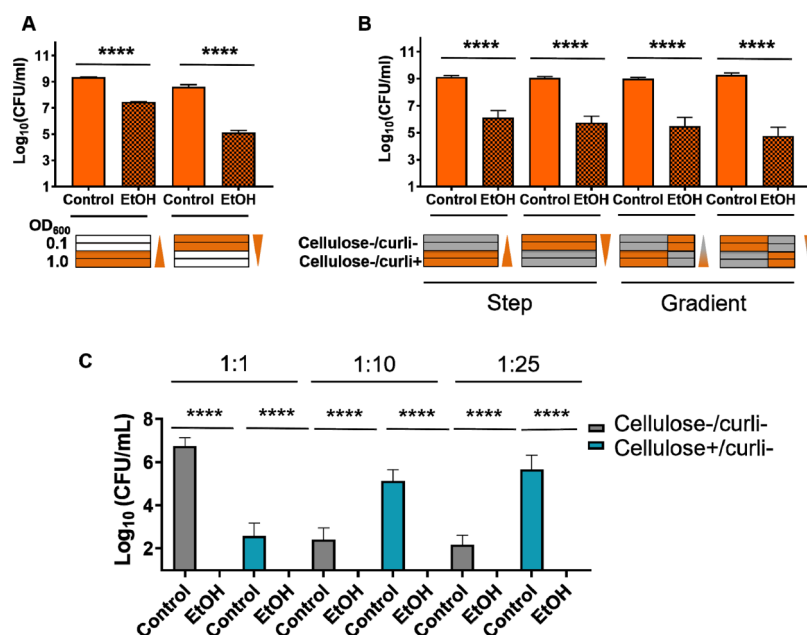 A
****
****
Log10(CFU/ml)
11
9
7
5
3
1
Control EtOH Control EtOH
OD600
0.1
1.0
B
**** **** **** ****
Log10(CFU/ml)
11
9
7
5
3
1
Control EtOH Control EtOH Control EtOH Control EtOH
Cellulose-/curli-
Cellulose-/curli+
Step
Gradient
C
1:1
1:10
1:25
**** **** **** **** **** ****
Cellulose-/curli-
Cellulose+/curli-
Log10 (CFU/mL)
8
6
4
2
Control EtOH Control EtOH Control EtOH Control EtOH Control EtOH Control EtOH